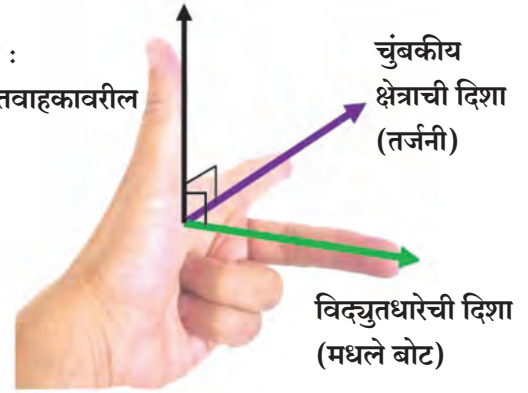 :
तवाहकावरील
चुंबकीय
क्षेत्राची दिशा
(तर्जनी)
विद्युतधारेची दिशा
(मधले बोट)